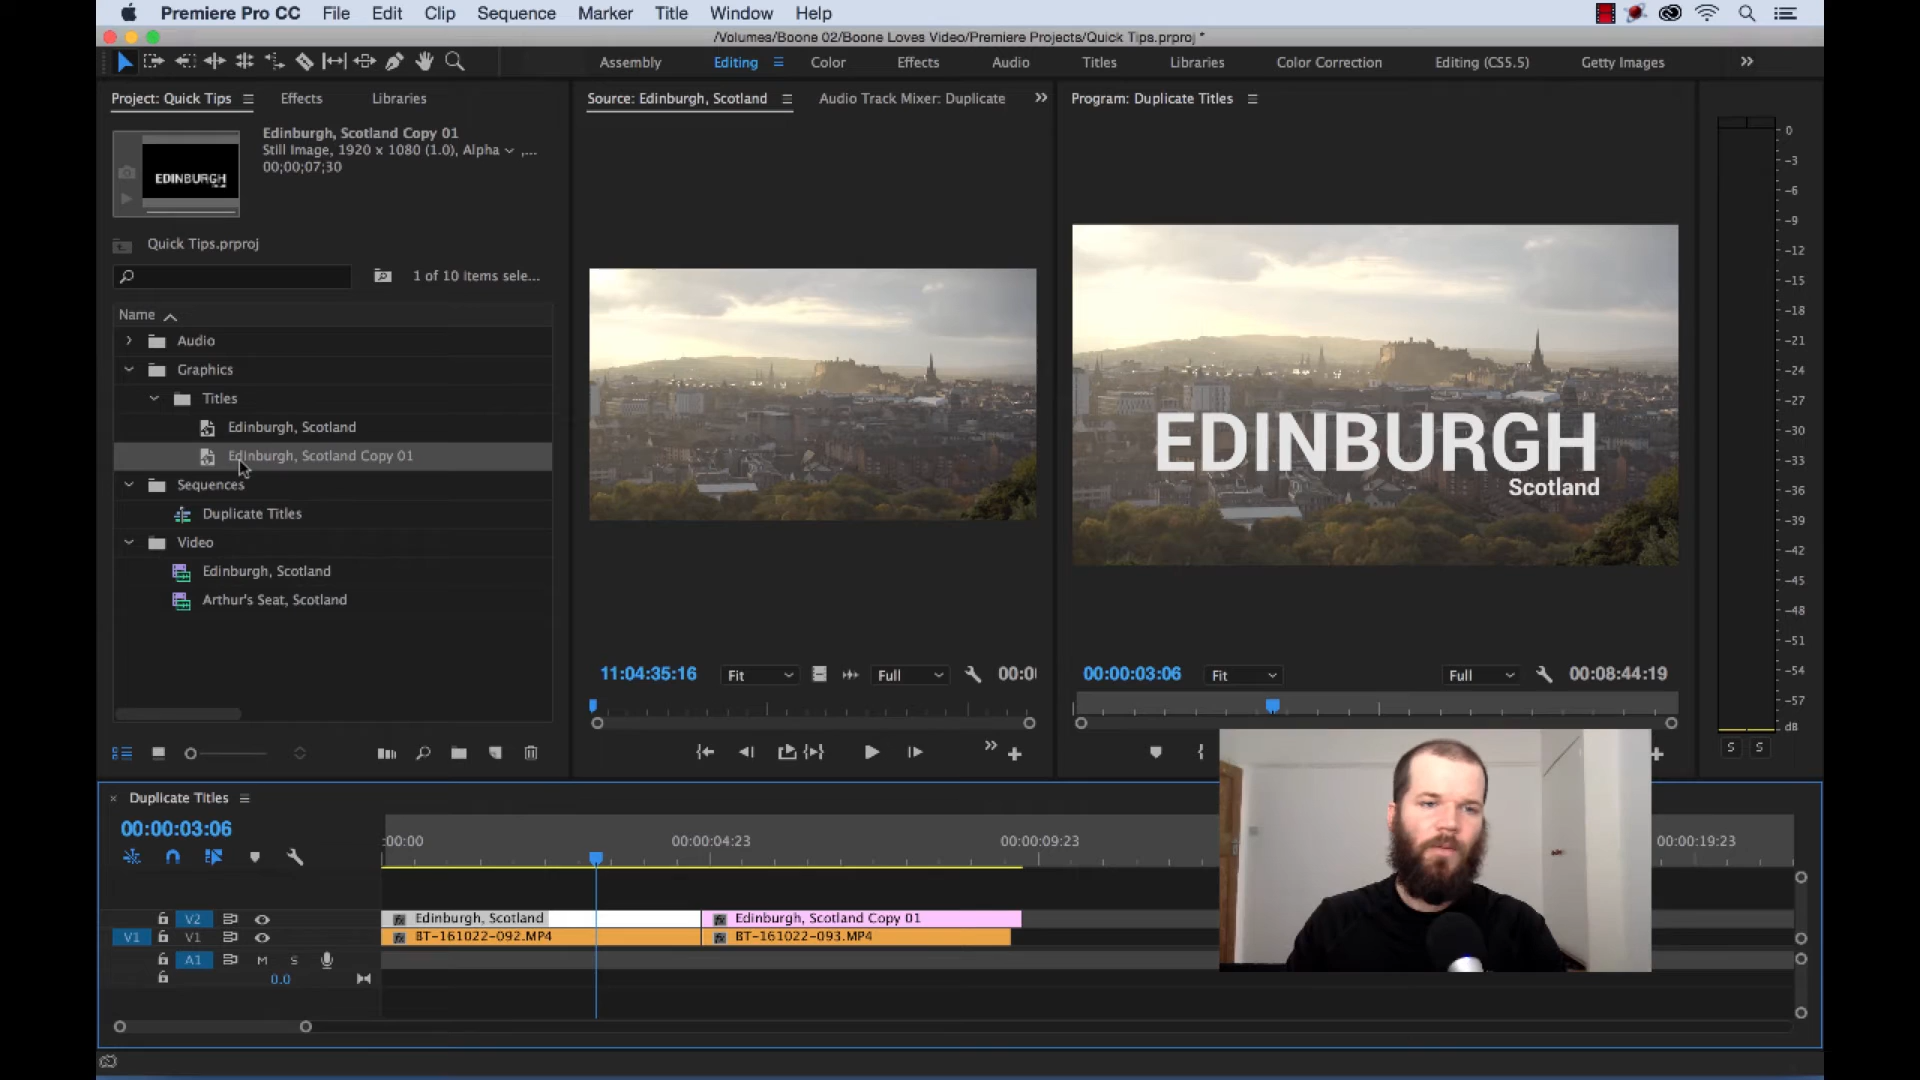 Premiere Pro CC File Edit Clip Sequence Marker Title Window Help
/Volumes/Boone 02/Boone Loves Video/Premiere Projects/Quick Tips.prproj *
Assembly Editing Color Effects Audio Titles Libraries Color Correction Editing (CS5.5) Getty Images
Project: Quick Tips Effects Libraries
Source: Edinburgh, Scotland Audio Track Mixer: Duplicate
Program: Duplicate Titles
Edinburgh, Scotland Copy 01
Still Image, 1920 x 1080 (1.0), Alpha ,...
00;00;07;30
EDINBURGH
Quick Tips.prproj
1 of 10 Items sele...
Name
Audio
Graphics
Titles
Edinburgh, Scotland
Edinburgh, Scotland Copy 01
Sequences
Duplicate Titles
Video
Edinburgh, Scotland
Arthur's Seat, Scotland
EDINBURGH
Scotland
0
-3
-6
-9
-12
-15
-18
-21
-24
-27
-30
-33
-36
-39
-42
-45
-48
-51
-54
-57
dB
S S
11:04:35:16 Fit Full 00:0
00:00:03:06 Fit Full 00:08:44:19
Duplicate Titles
00:00:03:06
:00:00 00:00:04:23 00:00:09:23 00:00:19:23
V2 Edinburgh, Scotland Edinburgh, Scotland Copy 01
V1 V1 BT-161022-092.MP4 BT-161022-093.MP4
A1 M S
0.0